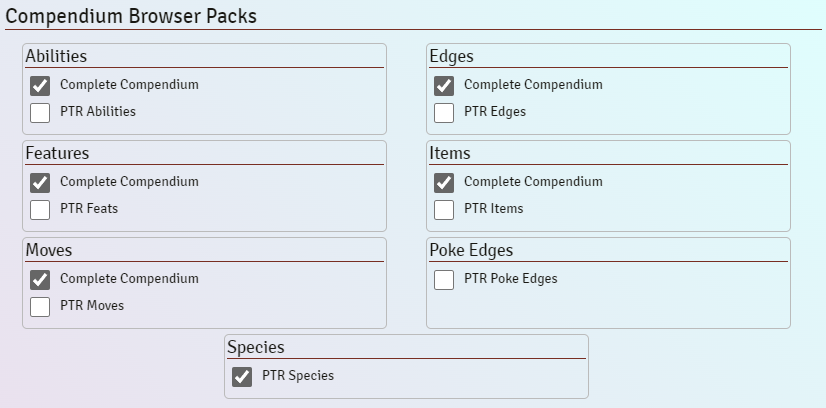 Compendium Browser Packs
Abilities
Complete Compendium
PTR Abilities
Edges
Complete Compendium
PTR Edges
Features
Complete Compendium
PTR Feats
Items
Complete Compendium
PTR Items
Moves
Complete Compendium
PTR Moves
Poke Edges
PTR Poke Edges
Species
PTR Species